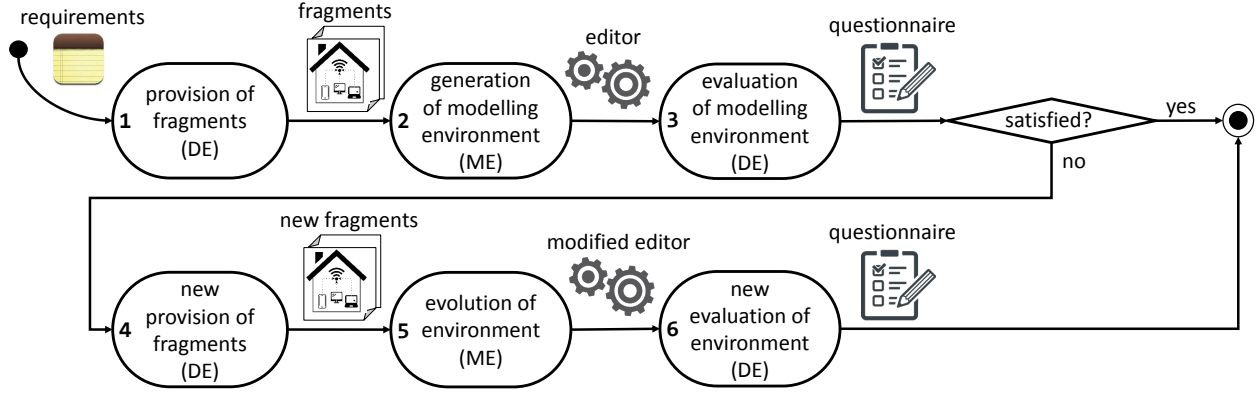 requirements
1
provision of
fragments
(DE)
fragments
2
generation
of modelling
environment
(ME)
editor
3
evaluation
of modelling
environment
(DE)
questionnaire
satisfied?
yes
no
4
new
provision of
fragments
(DE)
new fragments
5
evolution of
environment
(ME)
modified editor
6
new
evaluation of
environment
(DE)
questionnaire